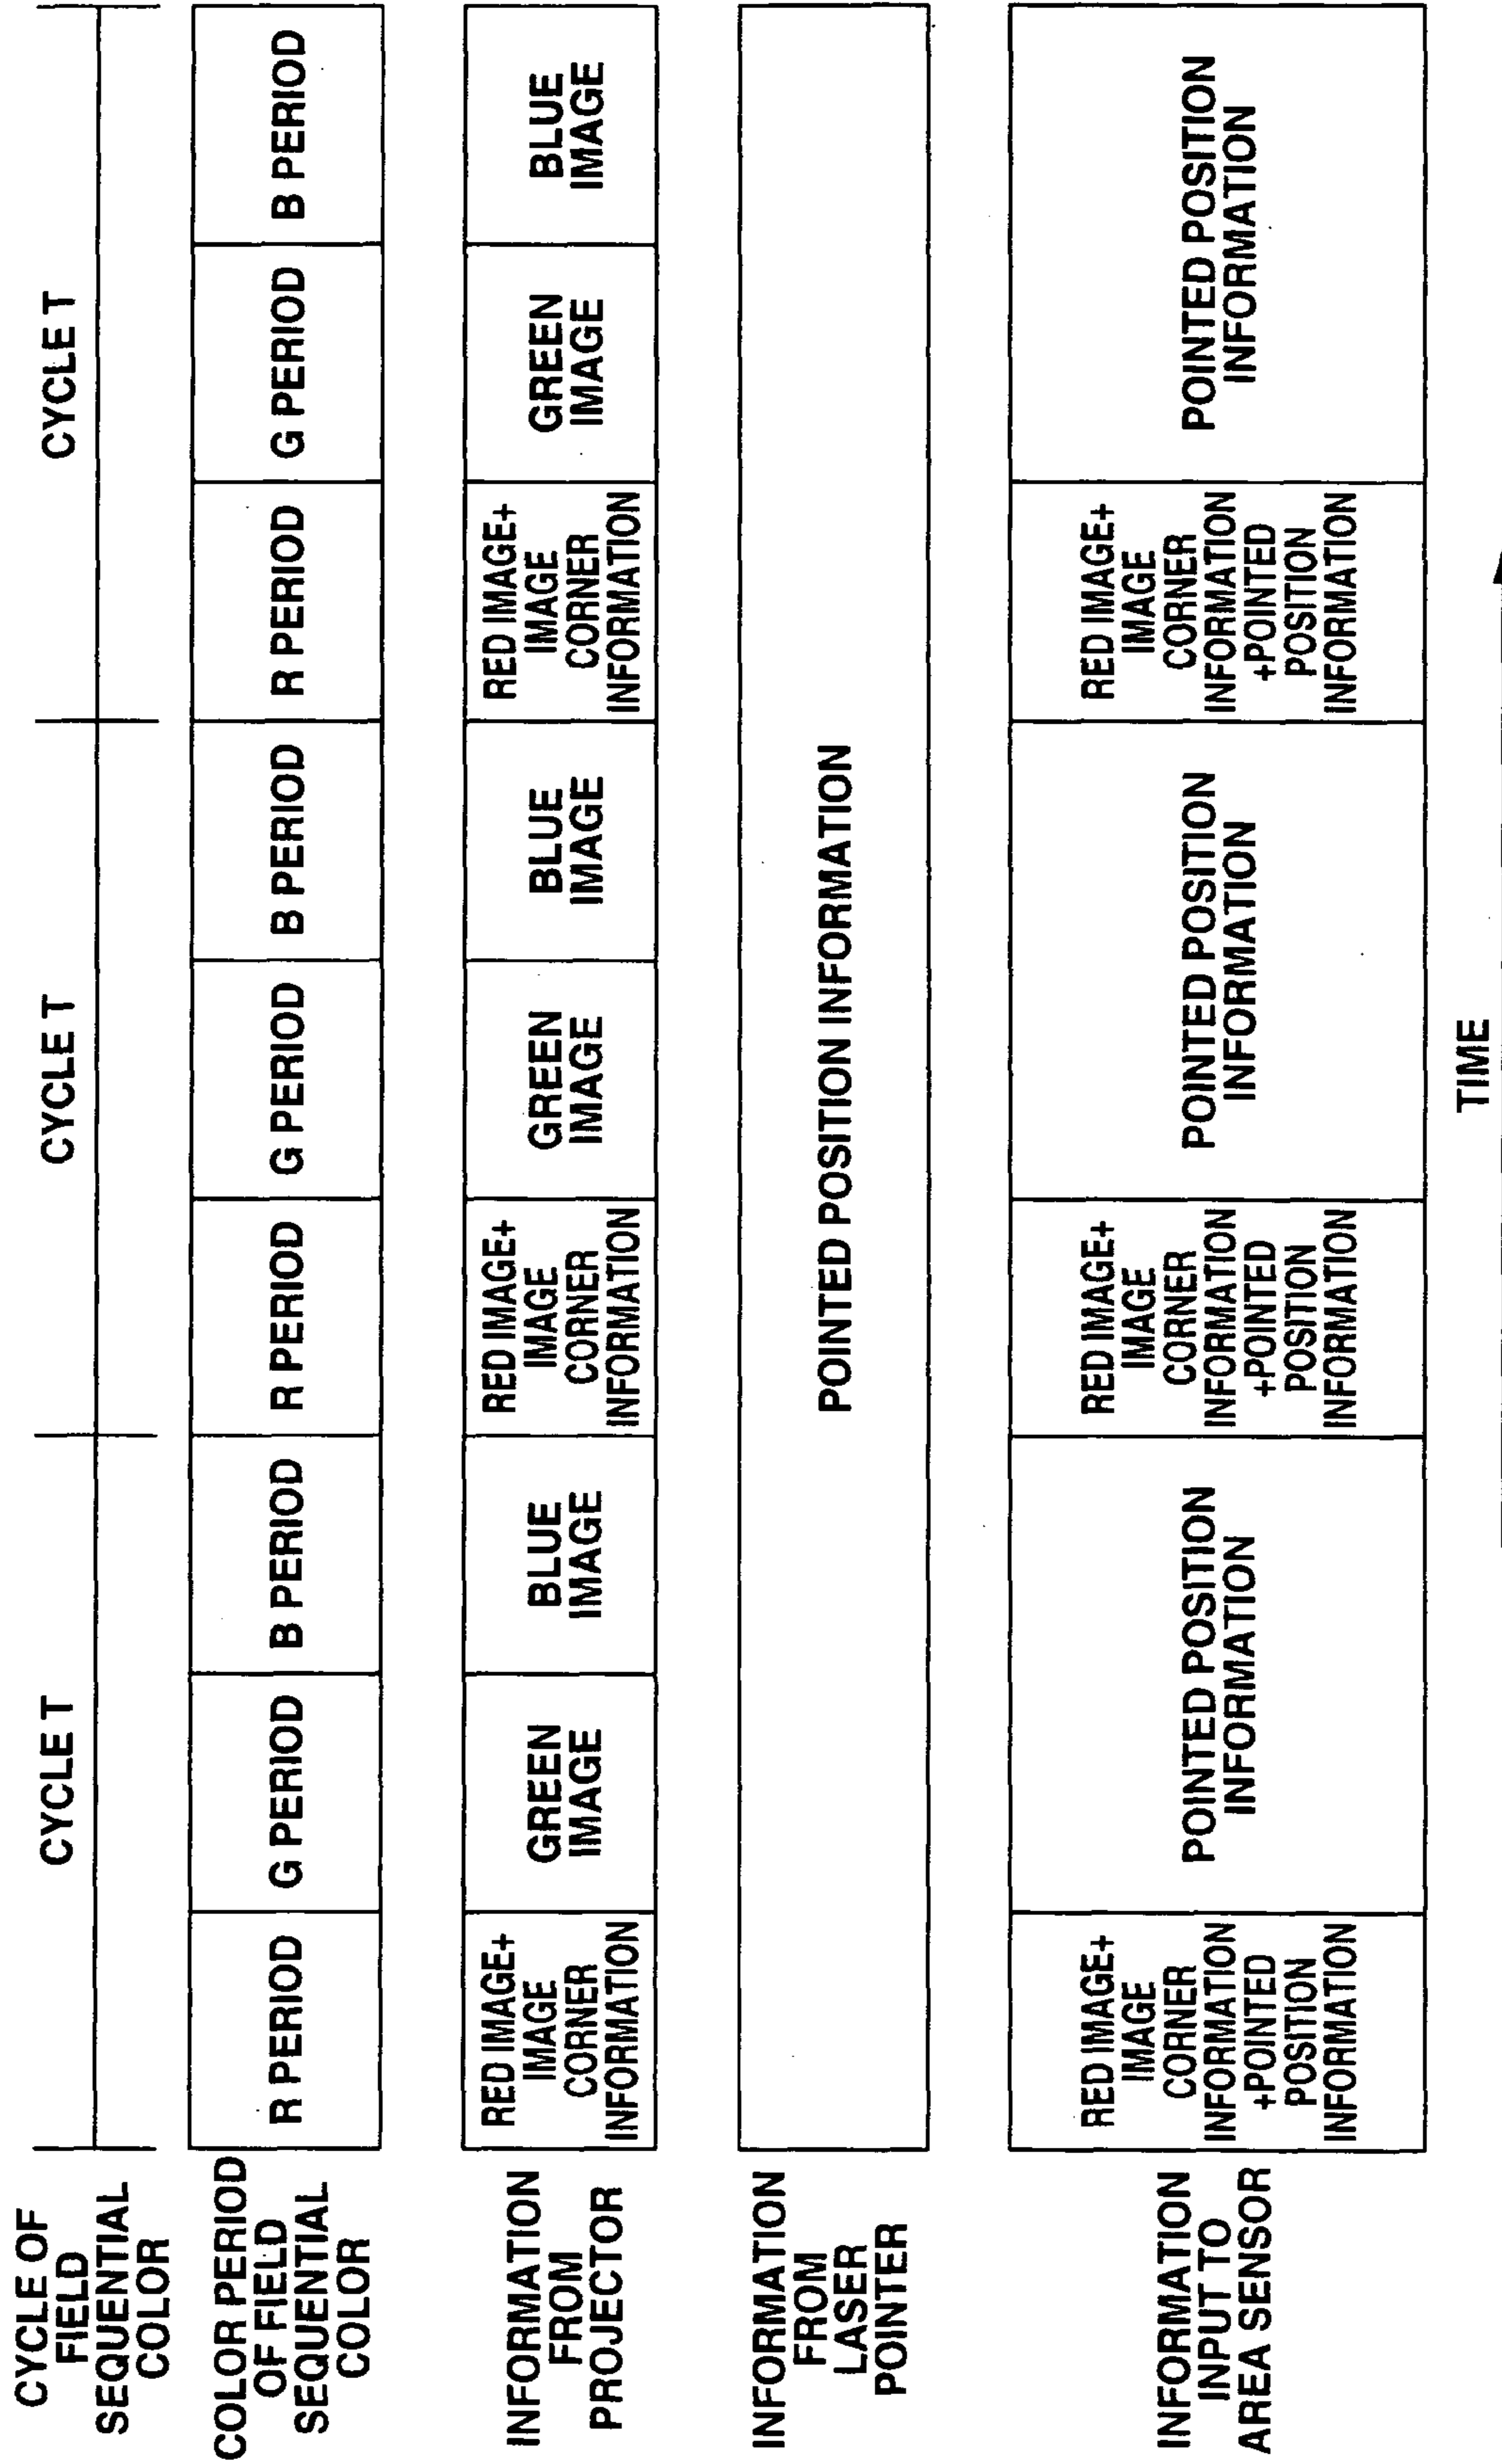 CYCLE OF
FIELD
SEQUENTIAL
COLOR
CYCLE T
CYCLE T
CYCLE T
COLOR PERIOD
OF FIELD
SEQUENTIAL
COLOR
R PERIOD
G PERIOD
B PERIOD
R PERIOD
G PERIOD
B PERIOD
R PERIOD
G PERIOD
B PERIOD
INFORMATION
FROM
PROJECTOR
RED IMAGE+
IMAGE
CORNER
INFORMATION
GREEN
IMAGE
BLUE
IMAGE
RED IMAGE+
IMAGE
CORNER
INFORMATION
GREEN
IMAGE
BLUE
IMAGE
RED IMAGE+
IMAGE
CORNER
INFORMATION
GREEN
IMAGE
BLUE
IMAGE
INFORMATION
FROM
LASER
POINTER
POINTED POSITION INFORMATION
INFORMATION
INPUT TO
AREA SENSOR
RED IMAGE+
IMAGE
CORNER
INFORMATION
+POINTED
POSITION
INFORMATION
POINTED POSITION
INFORMATION
RED IMAGE+
IMAGE
CORNER
INFORMATION
+POINTED
POSITION
INFORMATION
POINTED POSITION
INFORMATION
RED IMAGE+
IMAGE
CORNER
INFORMATION
+POINTED
POSITION
INFORMATION
POINTED POSITION
INFORMATION
TIME